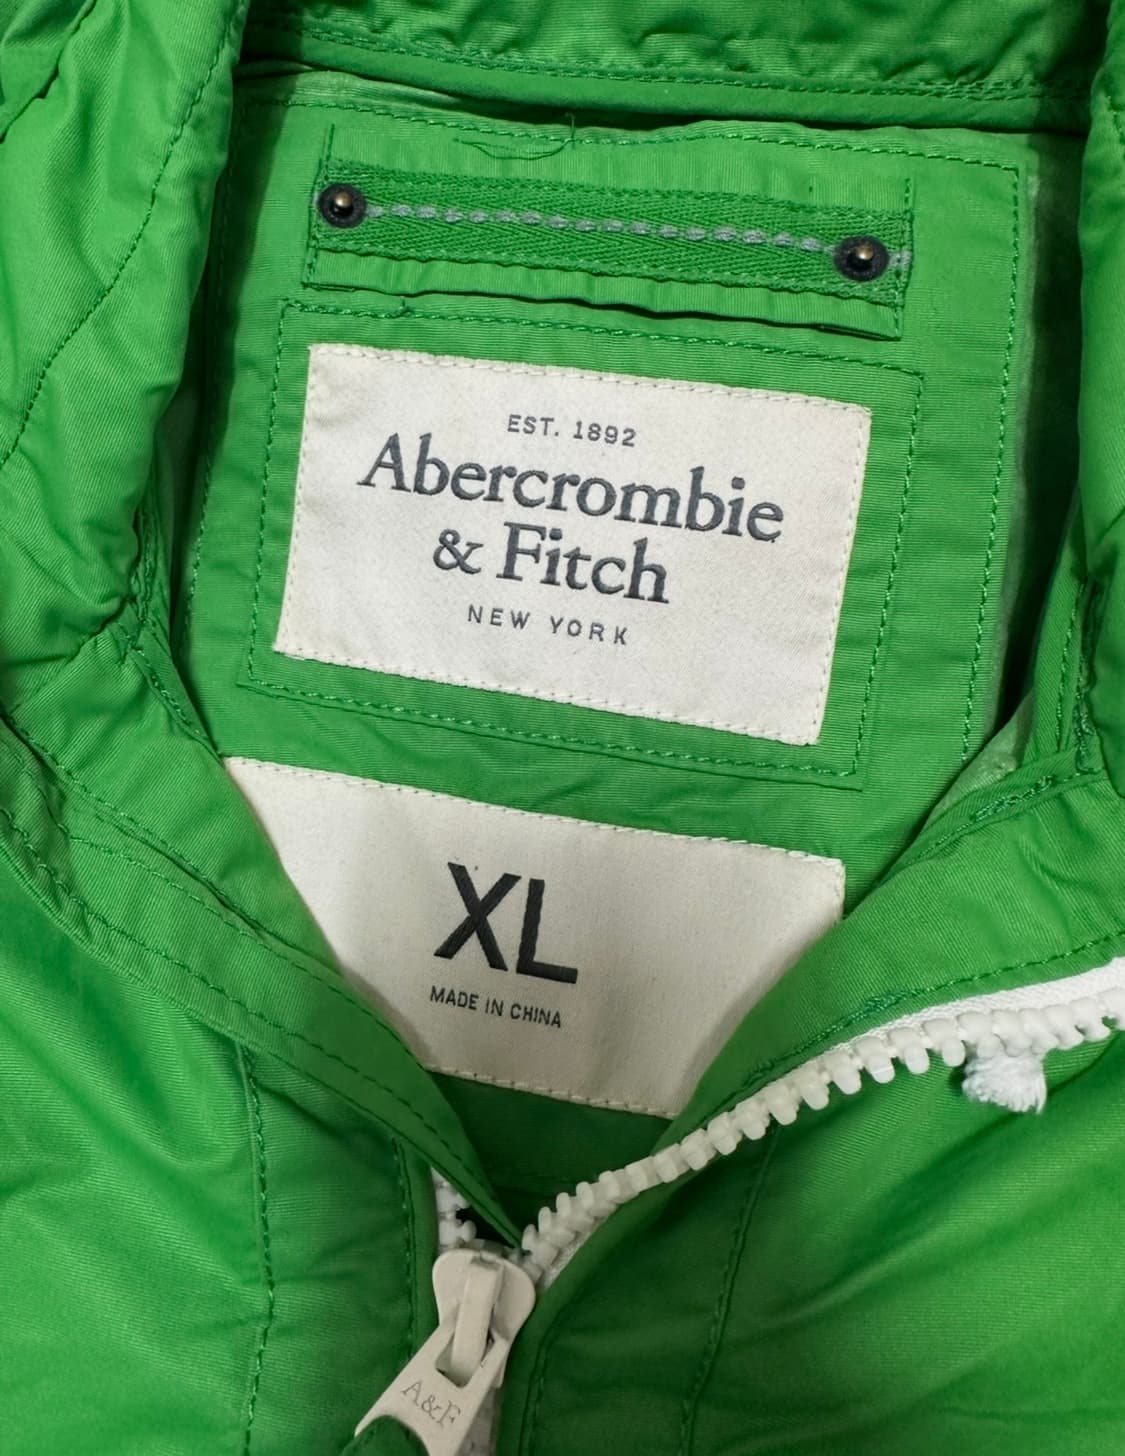 EST. 1892
Abercrombie
& Fitch
NEW YORK
XL
MADE IN CHINA
A&F